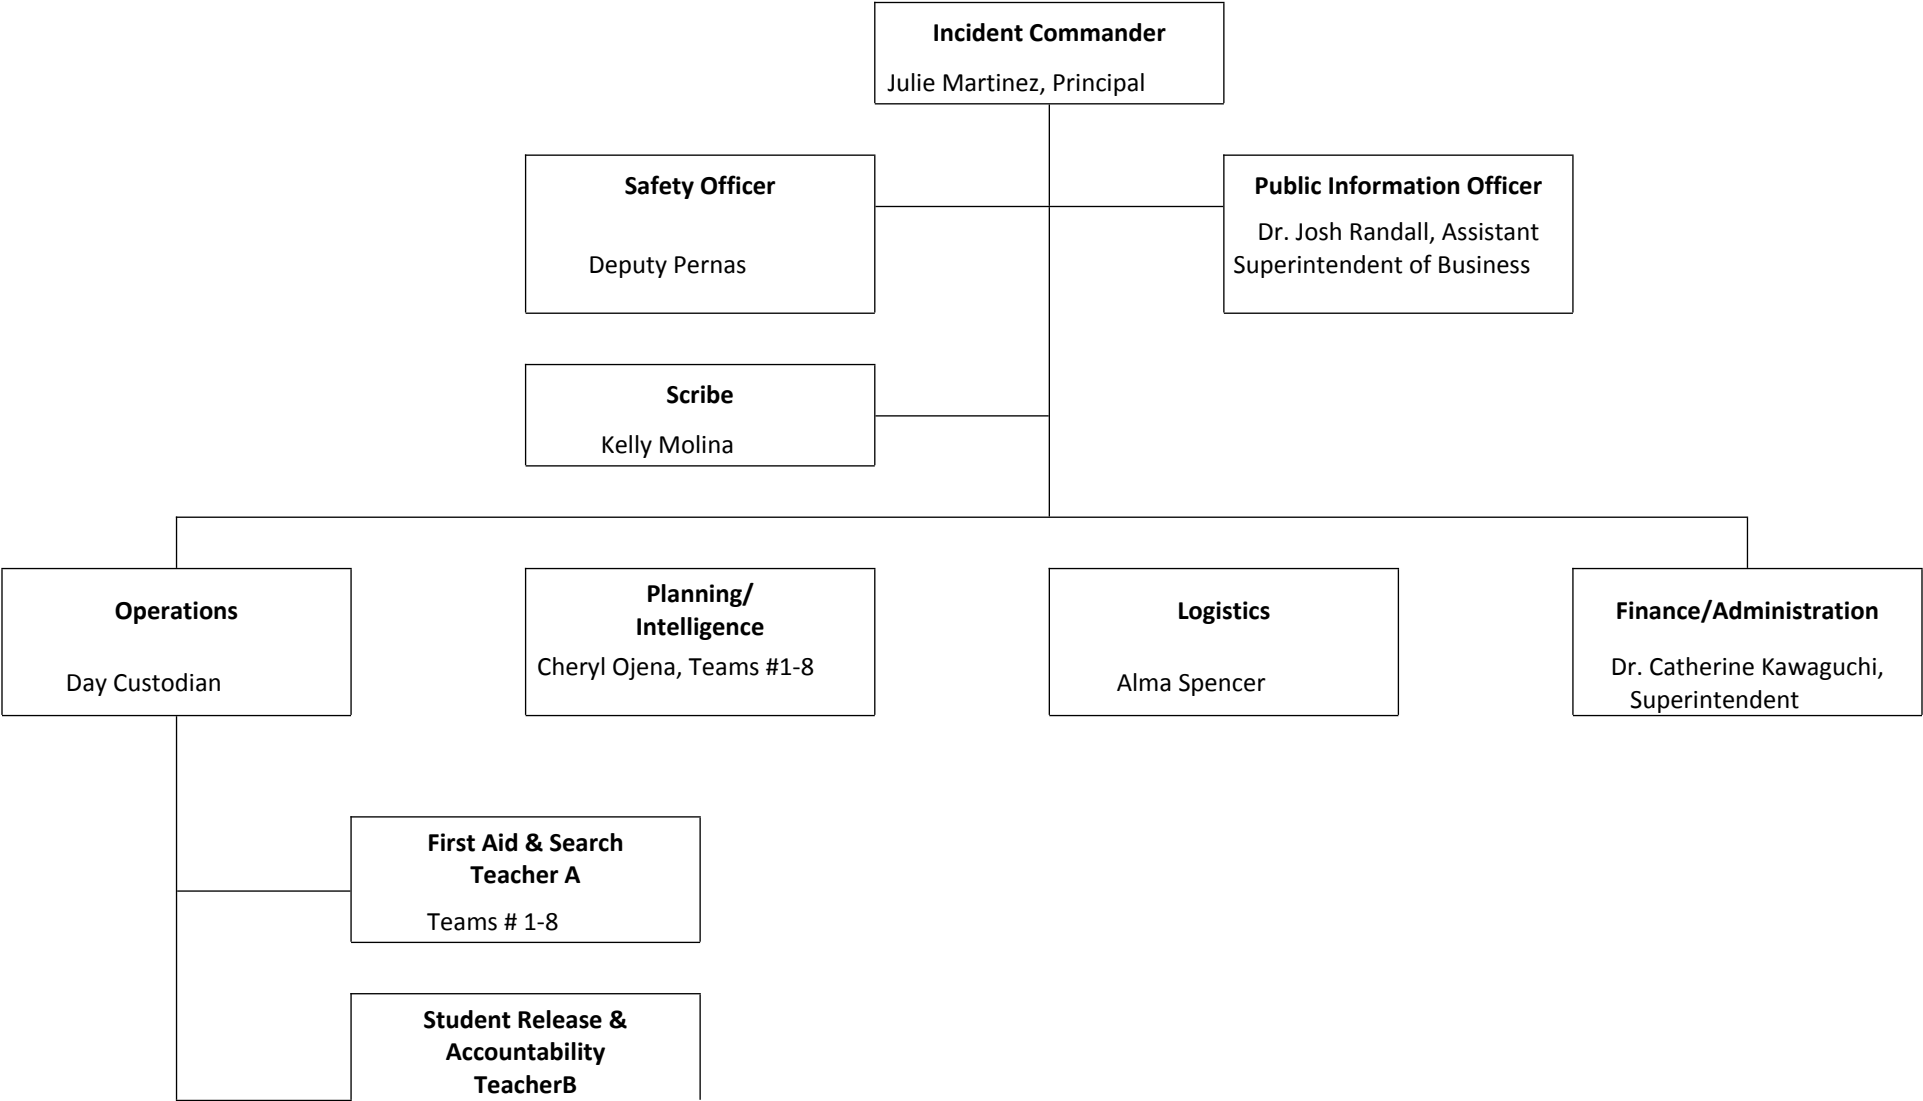 Incident Commander
Julie Martinez, Principal
Safety Officer
Deputy Pernas
Public Information Officer
Dr. Josh Randall, Assistant
Superintendent of Business
Scribe
Kelly Molina
Operations
Day Custodian
Planning/
Intelligence
Cheryl Ojena, Teams #1-8
Logistics
Alma Spencer
Finance/Administration
Dr. Catherine Kawaguchi,
Superintendent
First Aid & Search
Teacher A
Teams # 1-8
Student Release &
Accountability
TeacherB